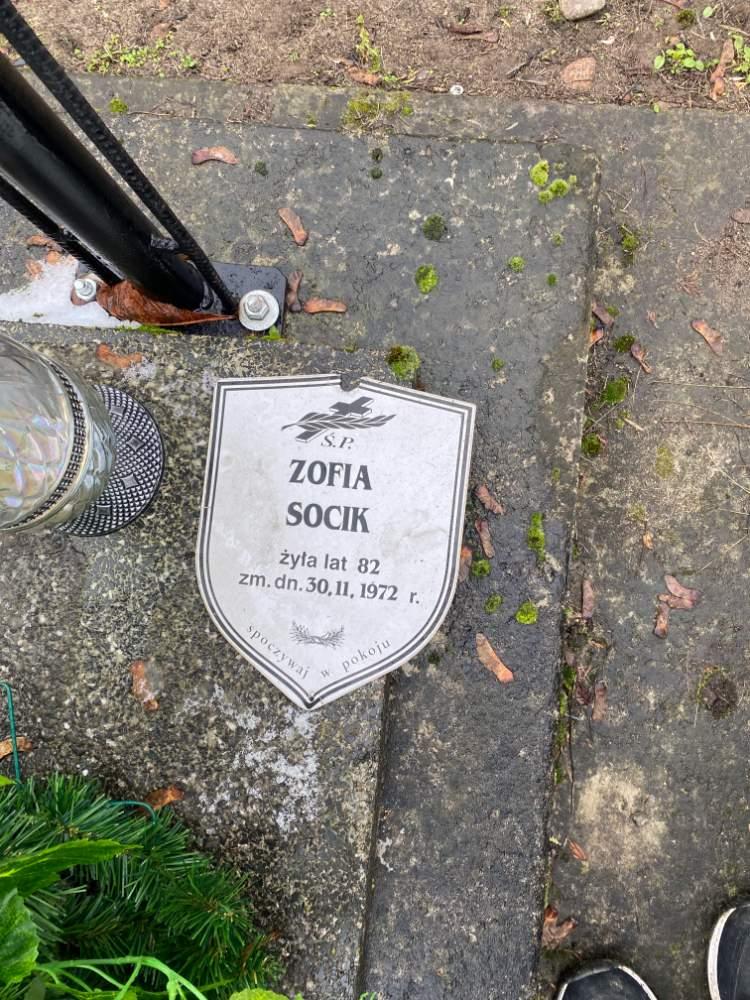 Ś.P.
ZOFIA
SOCIK
żyła lat 82
zm. dn. 30.11.1972 r.
spoczywaj w pokoju